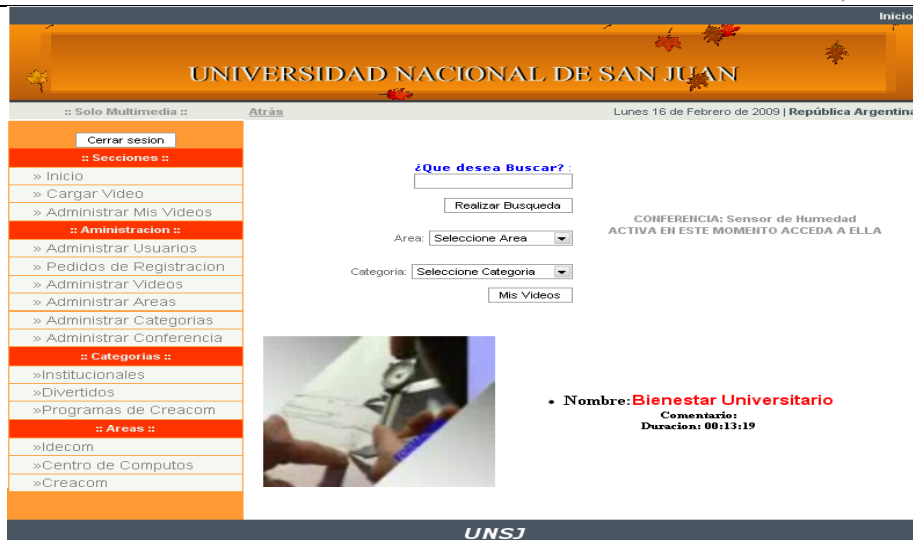 Inicio
UNIVERSIDAD NACIONAL DE SAN JUAN
:: Solo Multimedia ::
Atrás
Lunes 16 de Febrero de 2009 | República Argentina
Cerrar sesion
:: Secciones ::
» Inicio
» Cargar Video
» Administrar Mis Videos
:: Aministracion ::
» Administrar Usuarios
» Pedidos de Registracion
» Administrar Videos
» Administrar Areas
» Administrar Categorias
» Administrar Conferencia
:: Categorias ::
»Institucionales
»Divertidos
»Programas de Creacom
:: Areas ::
»Idecom
»Centro de Computos
»Creacom
¿Que desea Buscar? :
Realizar Busqueda
Area: Seleccione Area
Categoria: Seleccione Categoria
Mis Videos
CONFERENCIA: Sensor de Humedad
ACTIVA EN ESTE MOMENTO ACCEDA A ELLA
• Nombre:Bienestar Universitario
Comentario:
Duracion: 00:13:19
UNSJ